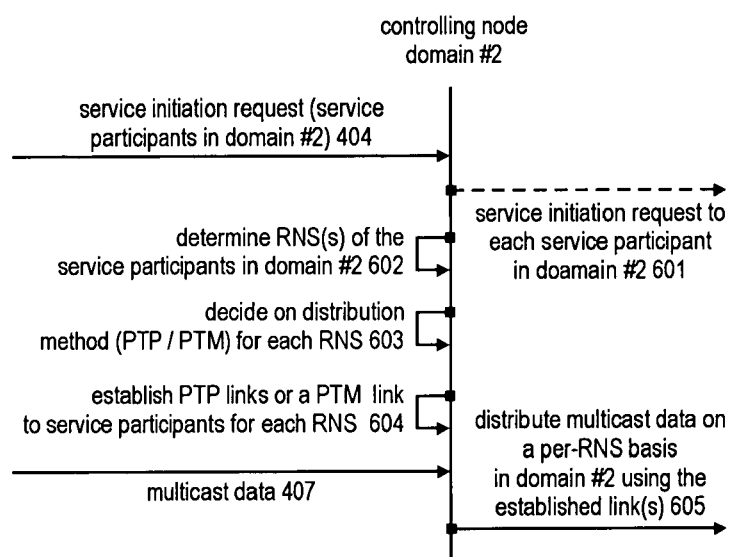 controlling node
domain #2
service initiation request (service
participants in domain #2) 404
service initiation request to
each service participant
in doamain #2 601
determine RNS(s) of the
service participants in domain #2 602
decide on distribution
method (PTP / PTM) for each RNS 603
establish PTP links or a PTM link
to service participants for each RNS 604
multicast data 407
distribute multicast data on
a per-RNS basis
in domain #2 using the
established link(s) 605